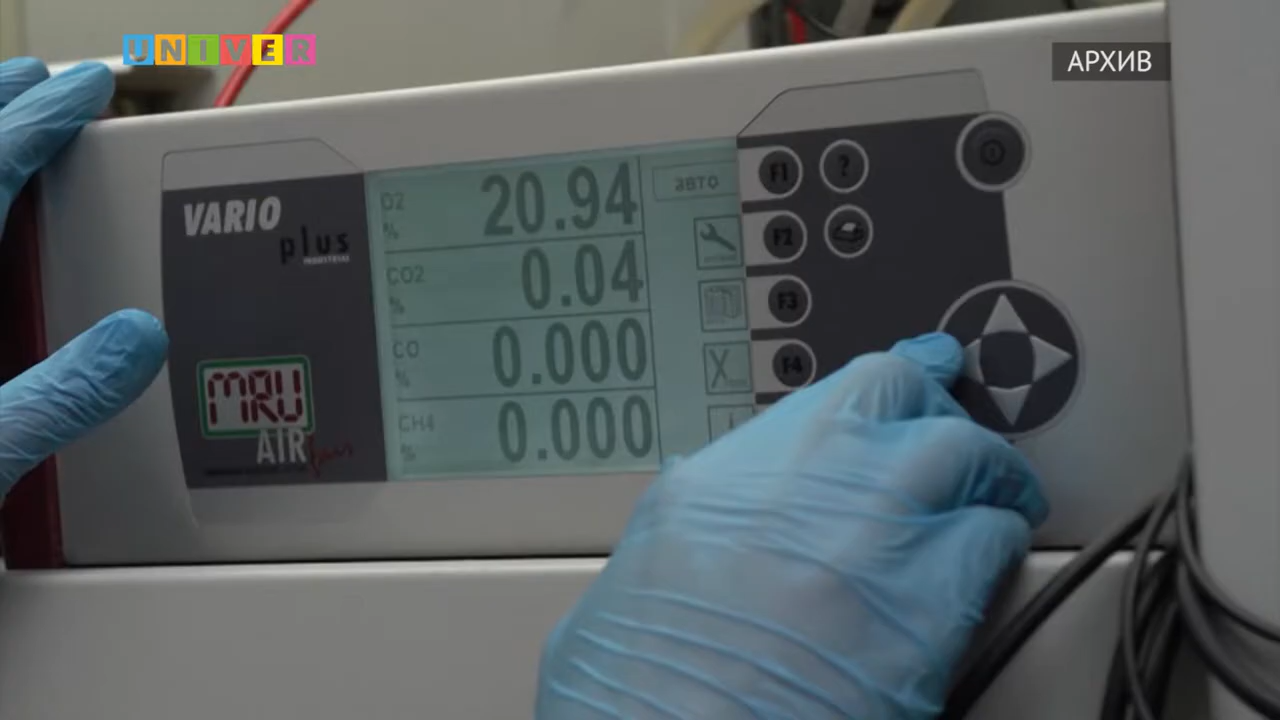 UNIVER
АРХИВ
VARIO
plus
INDUSTRIAL
MRU
AIR
O2
%
20.94
CO2
%
0.04
CO
%
0.000
CH4
%
0.000
авто
F1
?
F2
F3
F4